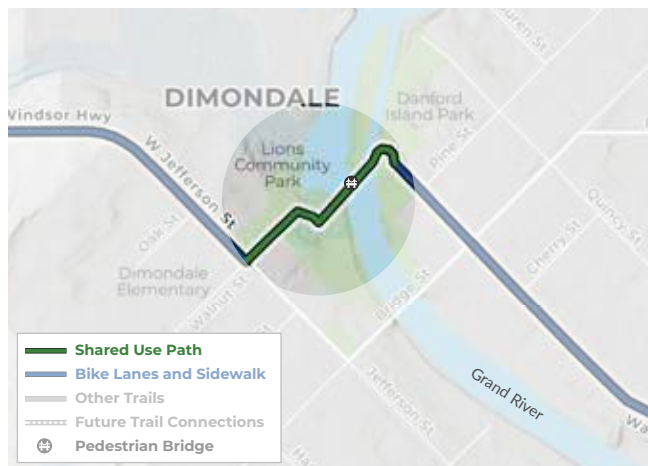 DIMONDALE
Windsor Hwy
W Jefferson St
Danford
Island Park
Pine St
Lions
Community
Park
Oak St
Quincy St
Cherry St
Dimondale
Elementary
Walnut St
Bridge St
St
Grand River
Jefferson St
Shared Use Path
Bike Lanes and Sidewalk
Other Trails
Future Trail Connections
Pedestrian Bridge